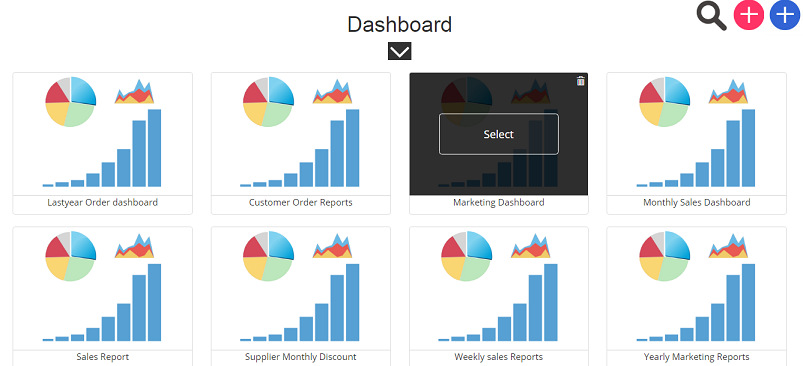 Dashboard
Select
Lastyear Order dashboard
Customer Order Reports
Marketing Dashboard
Monthly Sales Dashboard
Sales Report
Supplier Monthly Discount
Weekly sales Reports
Yearly Marketing Reports